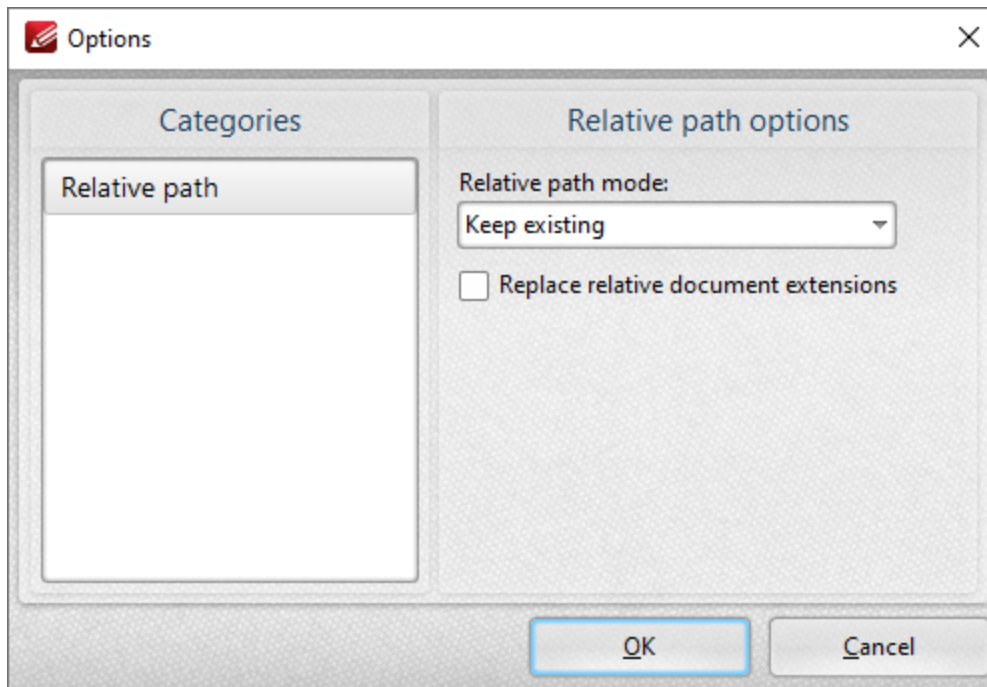 Options
Categories
Relative path options
Relative path
Relative path mode:
Keep existing
Replace relative document extensions
OK
Cancel